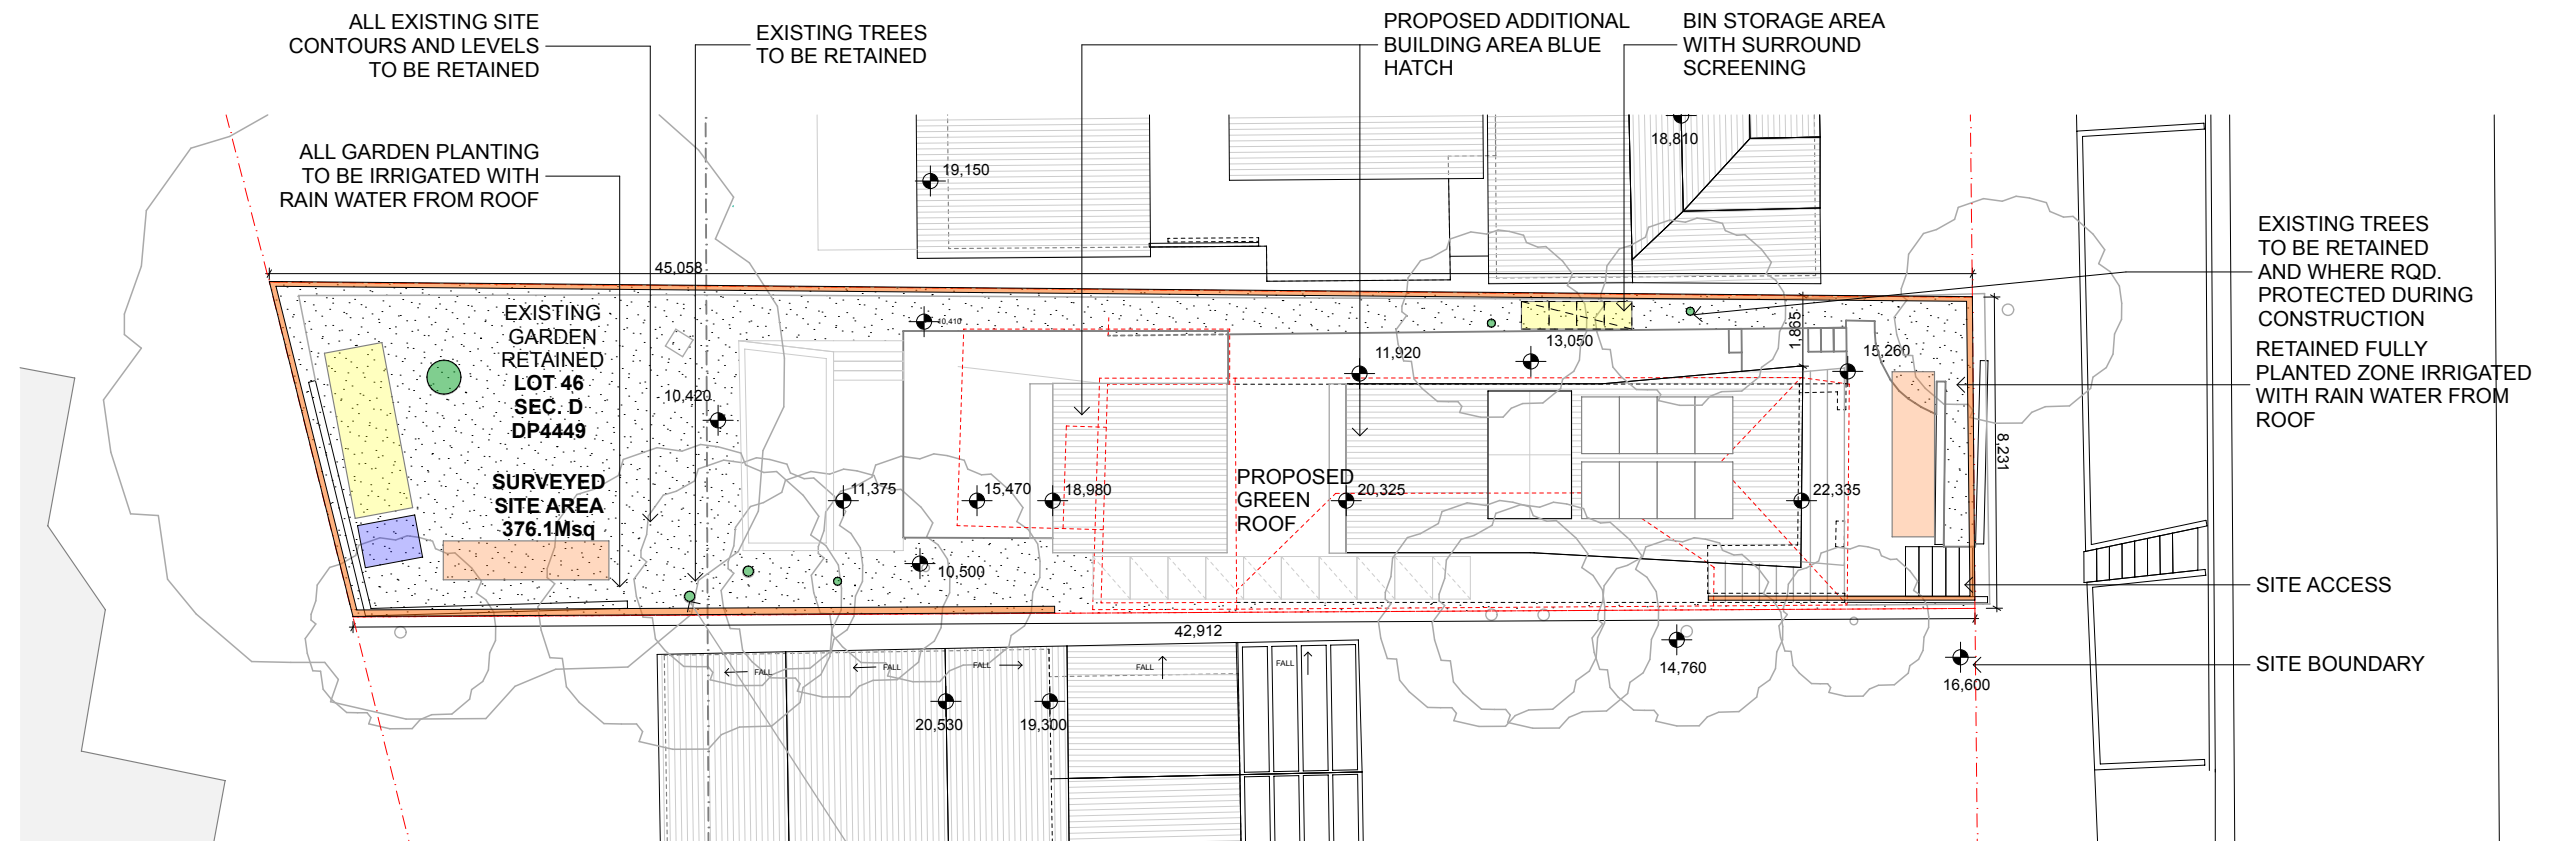 ALL EXISTING SITE
CONTOURS AND LEVELS
TO BE RETAINED
EXISTING TREES
TO BE RETAINED
PROPOSED ADDITIONAL
BUILDING AREA BLUE
HATCH
BIN STORAGE AREA
WITH SURROUND
SCREENING
ALL GARDEN PLANTING
TO BE IRRIGATED WITH
RAIN WATER FROM ROOF
19,150
18,810
EXISTING TREES
TO BE RETAINED
AND WHERE RQD.
PROTECTED DURING
CONSTRUCTION
RETAINED FULLY
PLANTED ZONE IRRIGATED
WITH RAIN WATER FROM
ROOF
45,058
EXISTING
GARDEN
RETAINED
LOT 46
SEC. D
DP4449
SURVEYED
SITE AREA
376.1Msq
10,410
10,420
11,920
13,050
1,865
15,260
8,231
11,375
15,470
18,980
PROPOSED
GREEN
ROOF
20,325
22,335
10,500
SITE ACCESS
42,912
FALL
FALL
FALL
FALL
FALL
14,760
SITE BOUNDARY
16,600
20,530
19,300